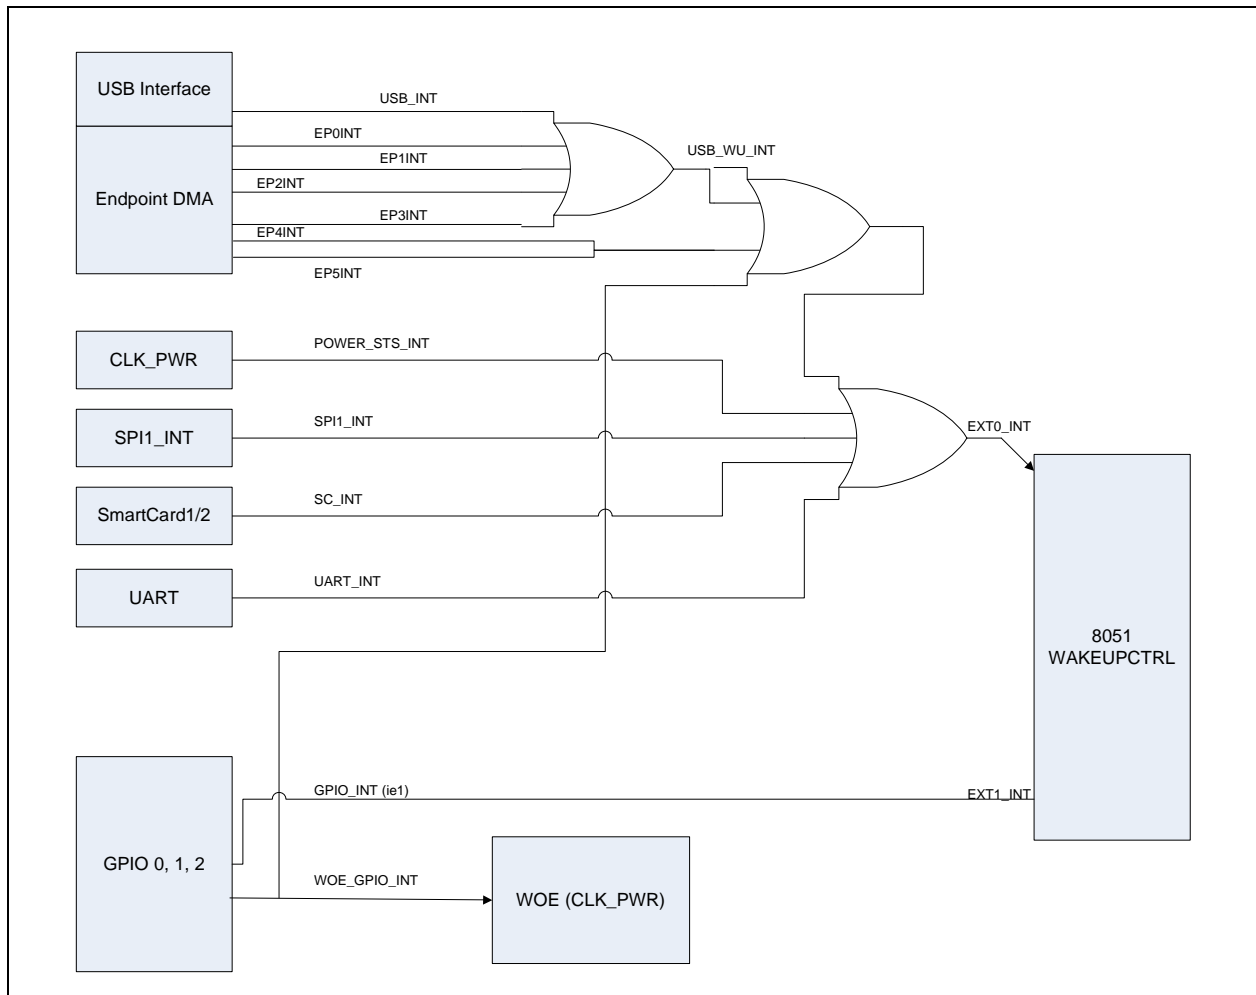 USB Interface
USB_INT
EP0INT
USB_WU_INT
EP1INT
EP2INT
Endpoint DMA
EP3INT
EP4INT
EP5INT
POWER_STS_INT
CLK_PWR
SPI1_INT
SPI1_INT
EXT0_INT
SC_INT
SmartCard1/2
UART_INT
UART
8051
WAKEUPCTRL
GPIO_INT (ie1)
EXT1_INT
GPIO 0, 1, 2
WOE_GPIO_INT
WOE (CLK_PWR)